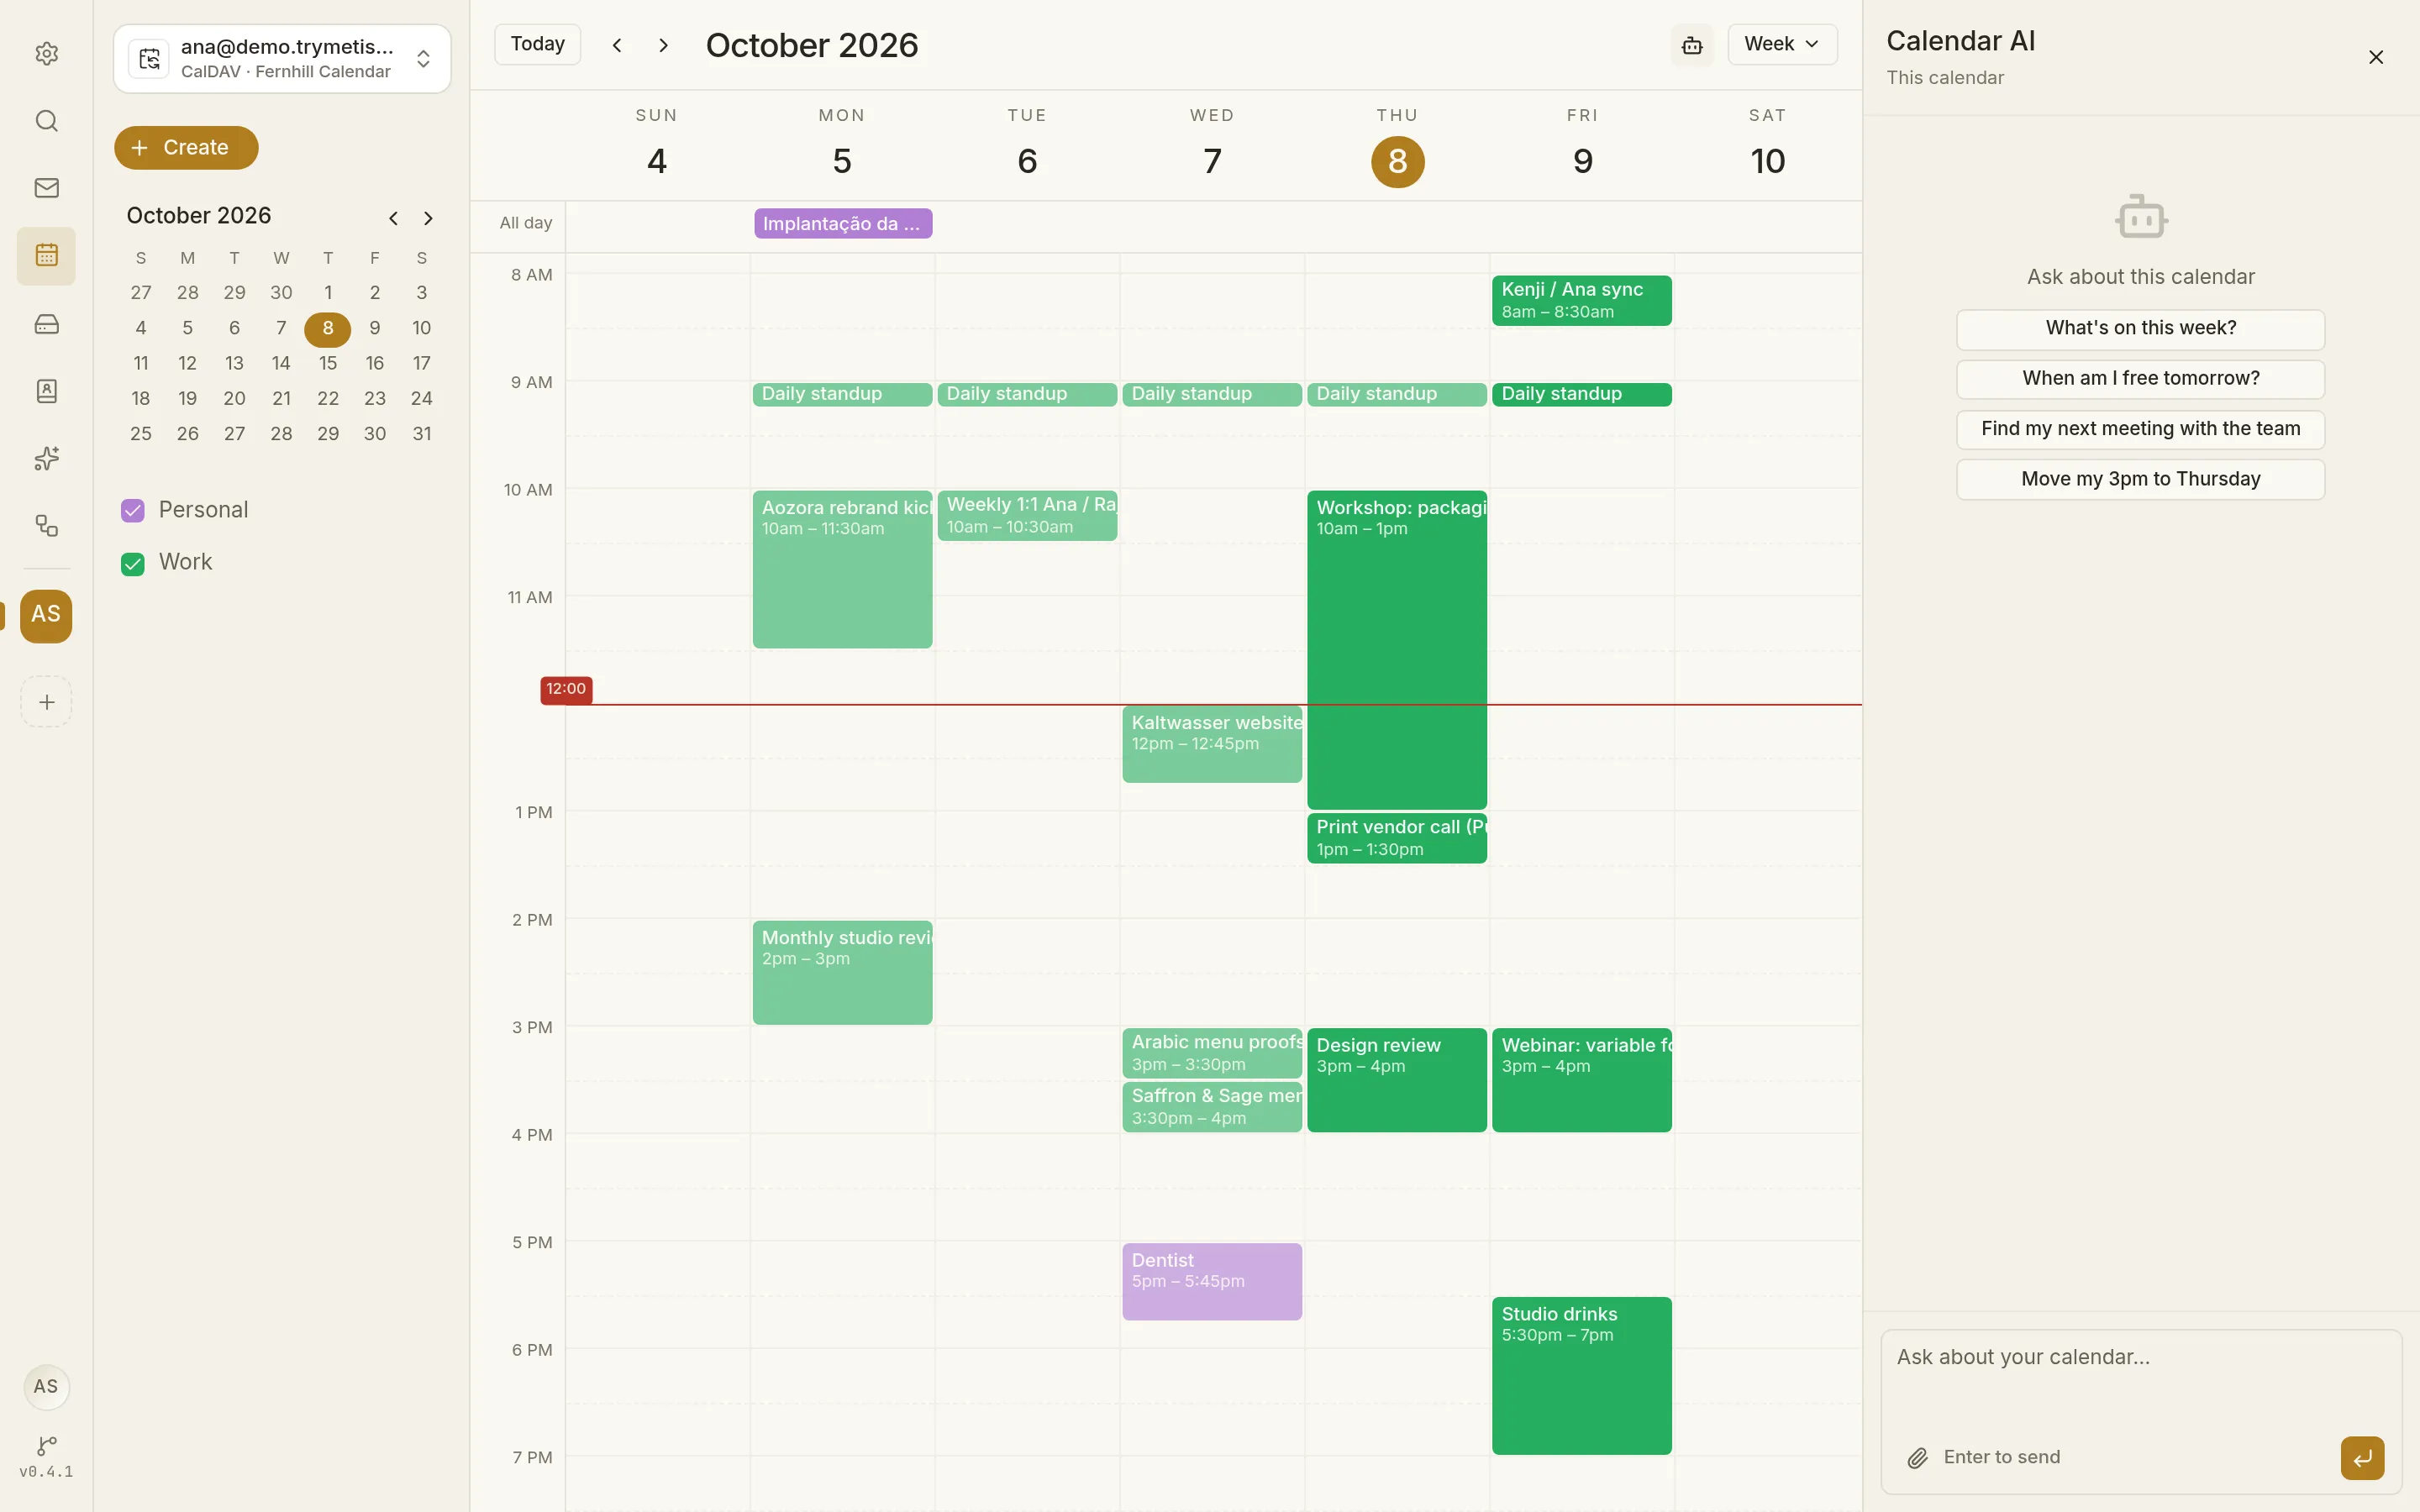 ana@demo.trymetis...
CalDAV · Fernhill Calendar
Create
October 2026
S M T W T F S
27 28 29 30 1 2 3
4 5 6 7 8 9 10
11 12 13 14 15 16 17
18 19 20 21 22 23 24
25 26 27 28 29 30 31
Personal
Work
AS
AS
v0.4.1
Today
October 2026
Week
SUN MON TUE WED THU FRI SAT
4 5 6 7 8 9 10
All day
Implantação da ...
8 AM
Kenji / Ana sync
8am – 8:30am
9 AM
Daily standup
Daily standup
Daily standup
Daily standup
Daily standup
10 AM
Aozora rebrand
10am – 11:30am
Weekly 1:1 Ana /
10am – 10:30am
Workshop:
10am – 1pm
11 AM
12:00
Kaltwasser website
12pm – 12:45pm
1 PM
Print vendor call
1pm – 1:30pm
2 PM
Monthly studio
2pm – 3pm
3 PM
Arabic menu proofs
3pm – 3:30pm
Saffron & Sage
3:30pm – 4pm
Design review
3pm – 4pm
Webinar: variable
3pm – 4pm
4 PM
5 PM
Dentist
5pm – 5:45pm
Studio drinks
5:30pm – 7pm
6 PM
7 PM
Calendar AI
This calendar
Ask about this calendar
What's on this week?
When am I free tomorrow?
Find my next meeting with the team
Move my 3pm to Thursday
Ask about your calendar...
Enter to send